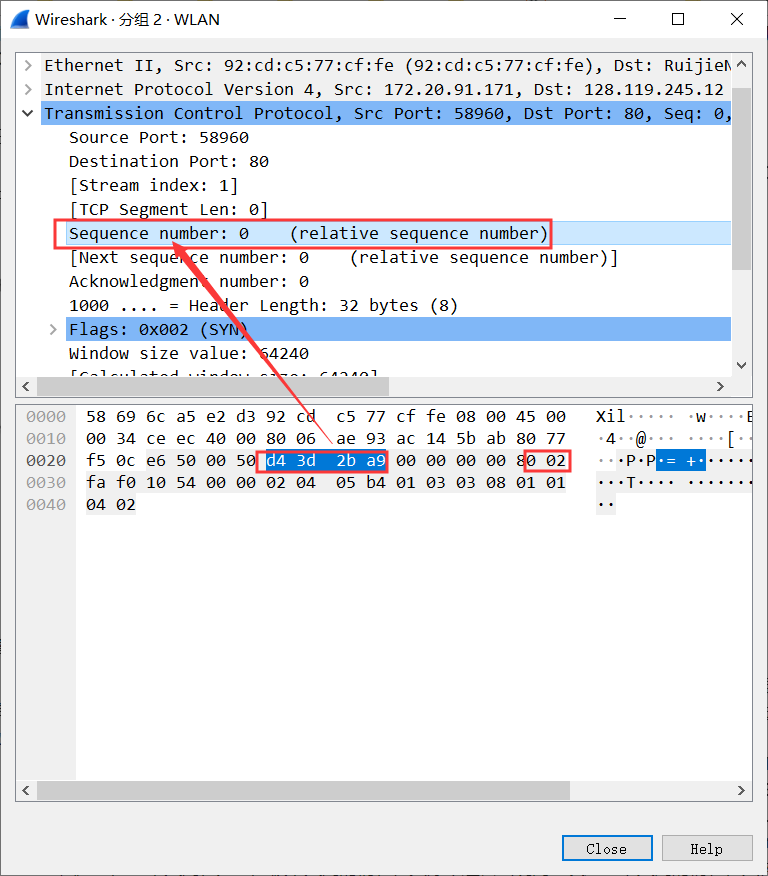 Wireshark · 分组 2 · WLAN
Ethernet II, Src: 92:cd:c5:77:cf:fe (92:cd:c5:77:cf:fe), Dst: RuijieN
Internet Protocol Version 4, Src: 172.20.91.171, Dst: 128.119.245.12
Transmission Control Protocol, Src Port: 58960, Dst Port: 80, Seq: 0,
Source Port: 58960
Destination Port: 80
[Stream index: 1]
[TCP Segment Len: 0]
Sequence number: 0    (relative sequence number)
[Next sequence number: 0    (relative sequence number)]
Acknowledgment number: 0
1000 .... = Header Length: 32 bytes (8)
Flags: 0x002 (SYN)
Window size value: 64240
[Calculated window size: 64240]
0000  58 69 6c a5 e2 d3 92 cd  c5 77 cf fe 08 00 45 00  Xil····· ·w····E
0010  00 34 ce ec 40 00 80 06  ae 93 ac 14 5b ab 80 77  ·4··@··· ····[··
0020  f5 0c e6 50 00 50 d4 3d  2b a9 00 00 00 00 80 02  ···P·P·= +·······
0030  fa f0 10 54 00 00 02 04  05 b4 01 03 03 08 01 01  ···T···· ········
0040  04 02  ··
Close
Help